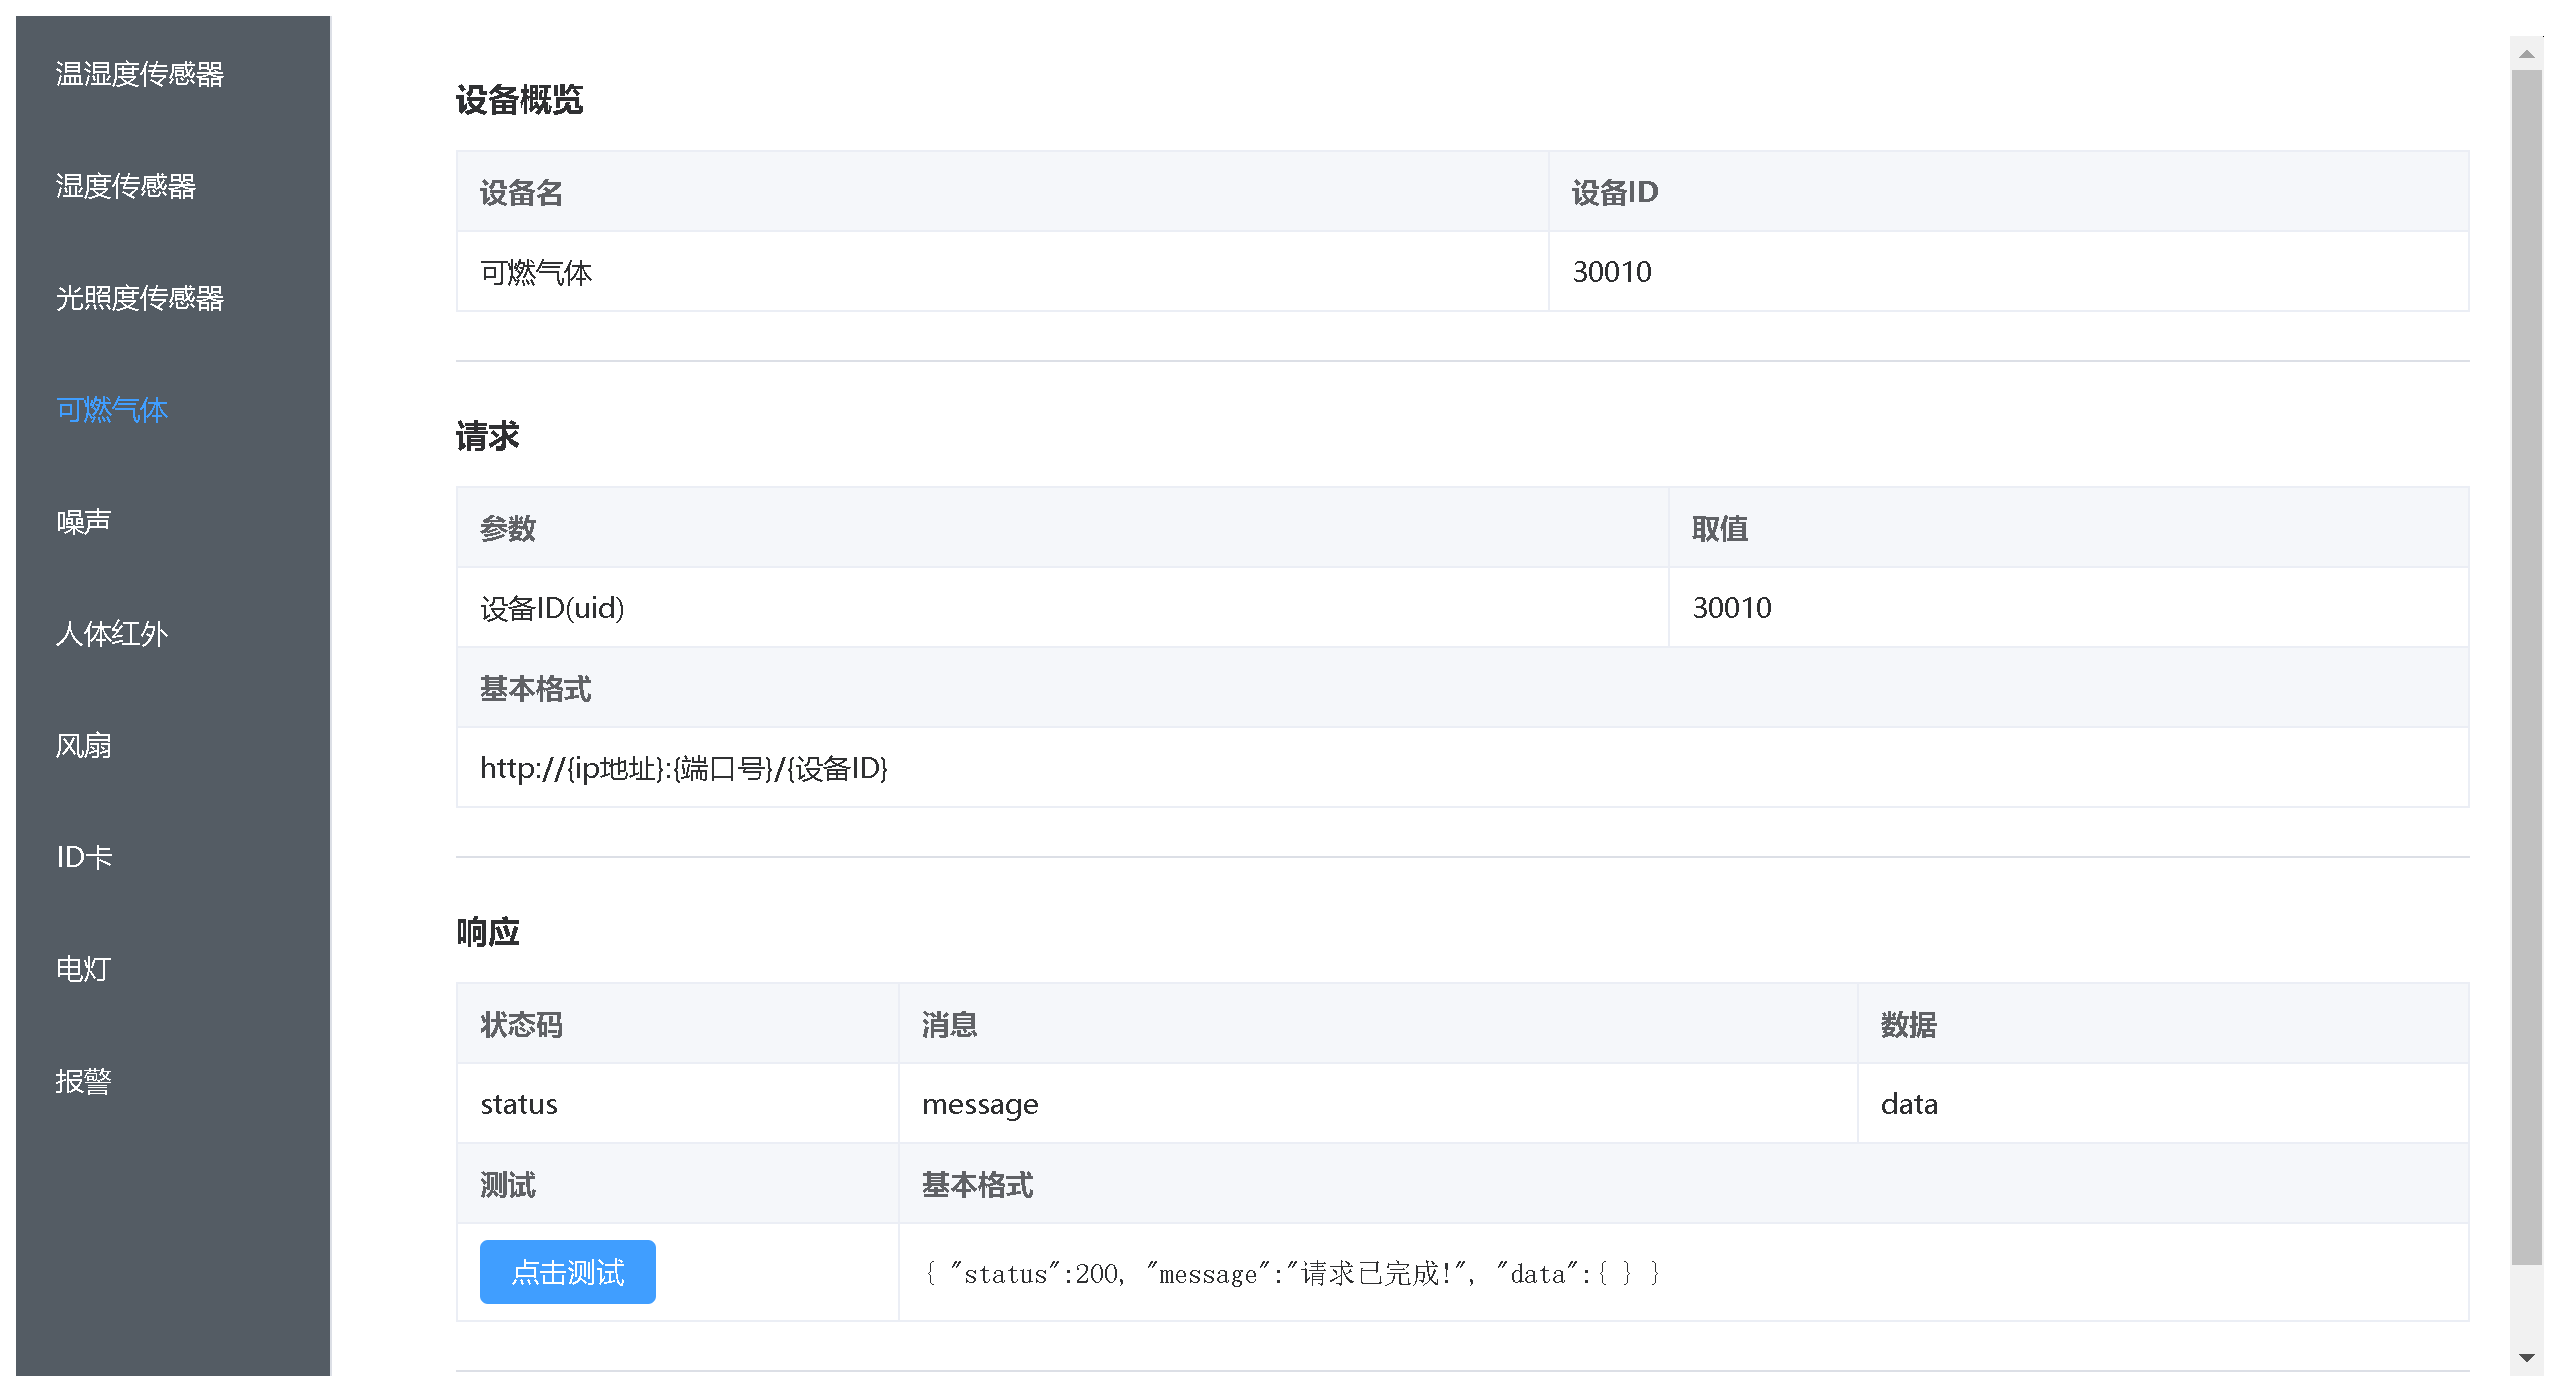 温湿度传感器
湿度传感器
光照度传感器
可燃气体
噪声
人体红外
风扇
ID卡
电灯
报警
设备概览
设备名 设备ID
可燃气体 30010
请求
参数 取值
设备ID(uid) 30010
基本格式
http://{ip地址}:{端口号}/{设备ID}
响应
状态码 消息 数据
status message data
测试 基本格式
点击测试 { "status":200, "message":"请求已完成!", "data":{ } }